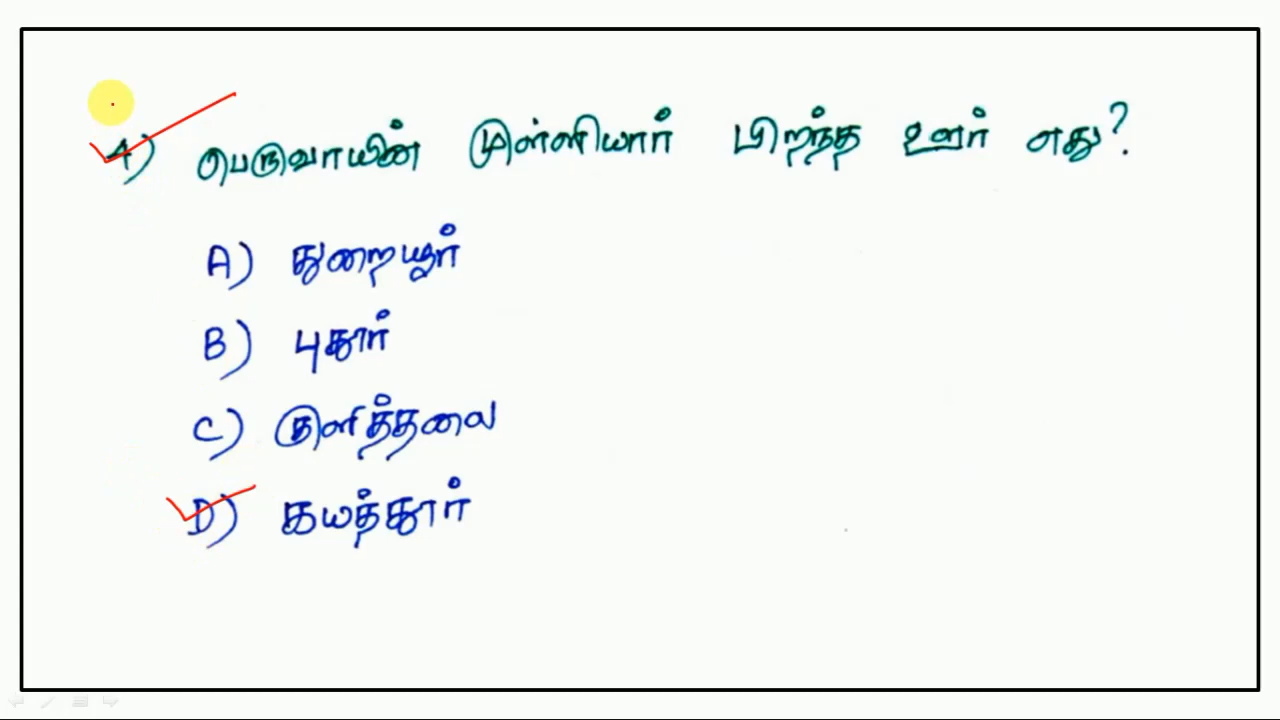 4) பெருவாயின் முள்ளியார் பிறந்த ஊர் எது?
A) துறையூர்
B) புதூர்
C) குளித்தலை
D) கயத்தூர்